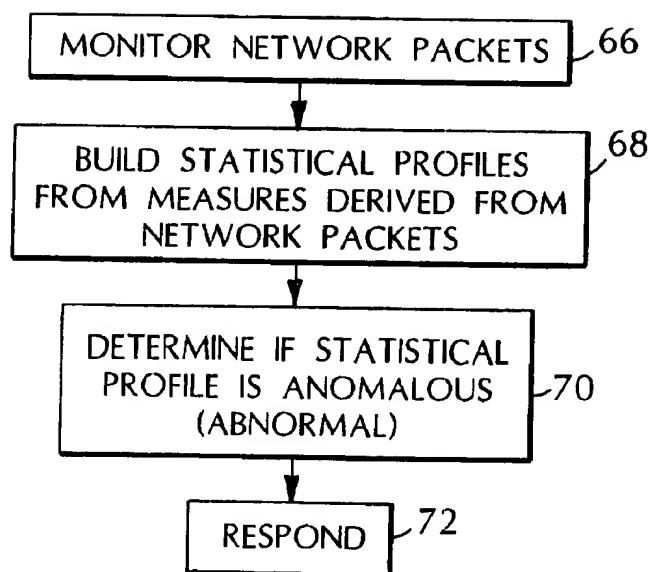 MONITOR NETWORK PACKETS 66
BUILD STATISTICAL PROFILES
FROM MEASURES DERIVED FROM
NETWORK PACKETS
68
DETERMINE IF STATISTICAL
PROFILE IS ANOMALOUS
(ABNORMAL)
70
RESPOND 72